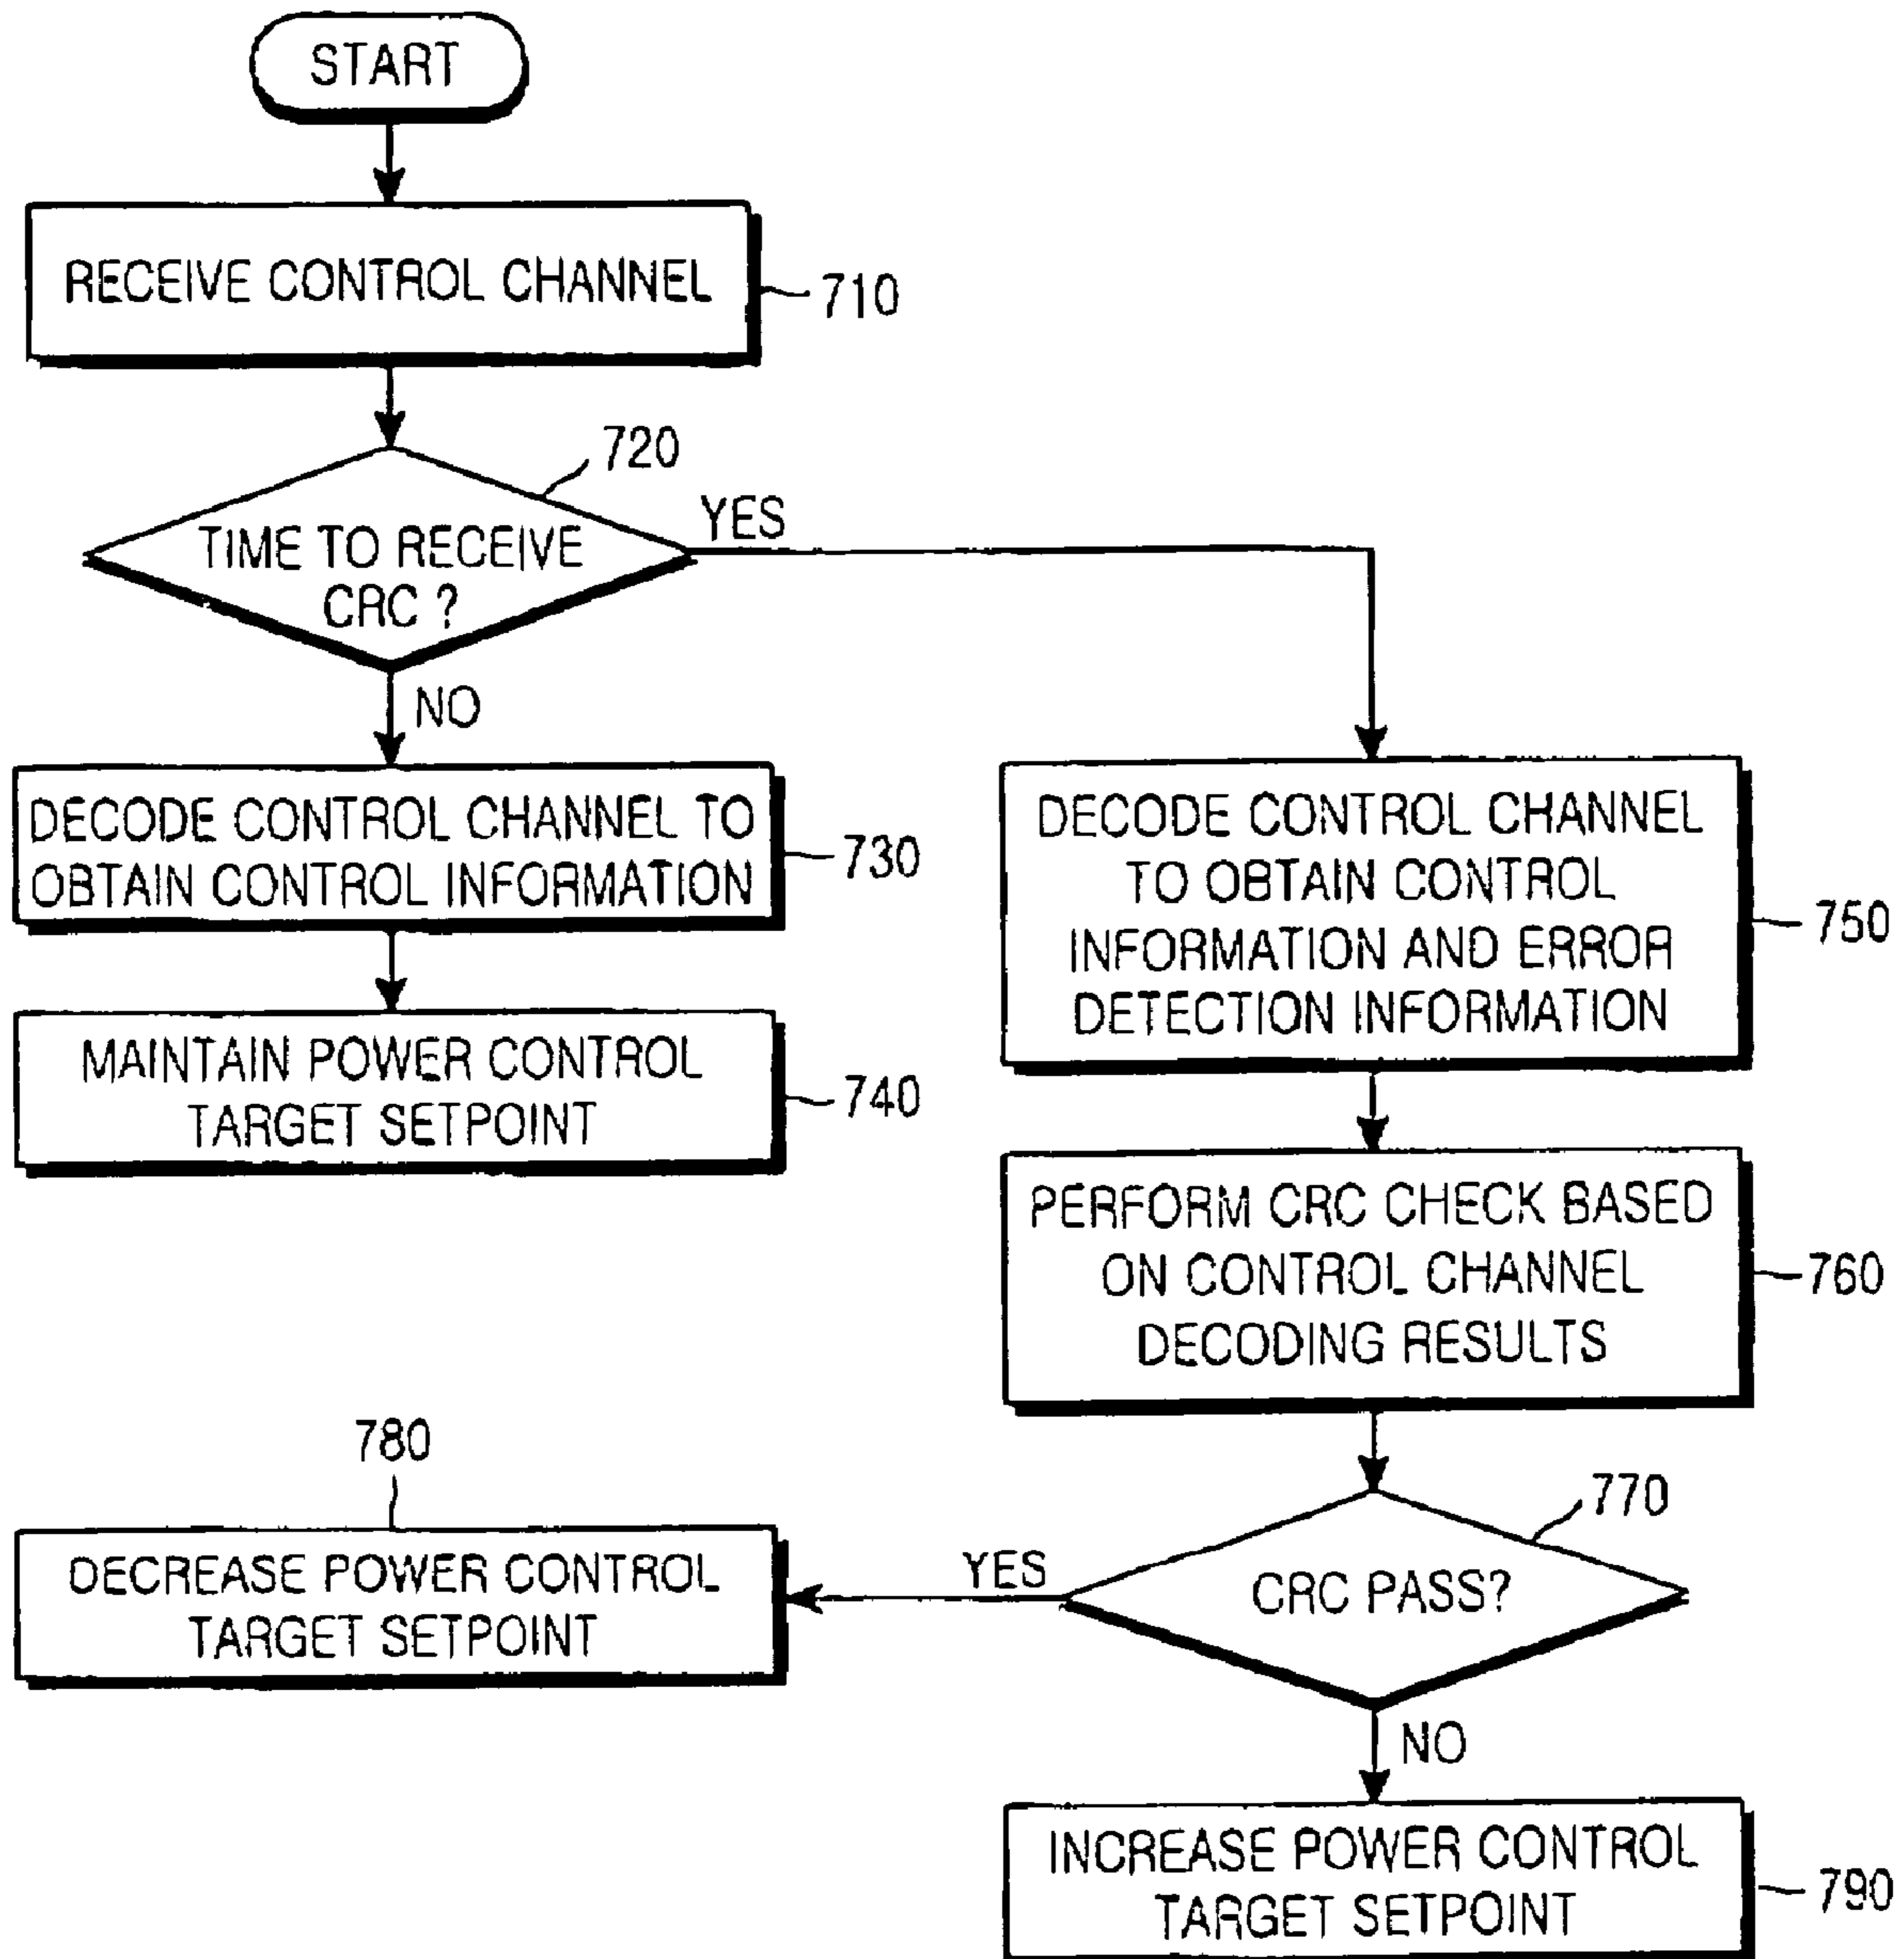 START
RECEIVE CONTROL CHANNEL
710
720
TIME TO RECEIVE
CRC ?
YES
NO
DECODE CONTROL CHANNEL TO
OBTAIN CONTROL INFORMATION
730
MAINTAIN POWER CONTROL
TARGET SETPOINT
740
DECODE CONTROL CHANNEL
TO OBTAIN CONTROL
INFORMATION AND ERROR
DETECTION INFORMATION
750
PERFORM CRC CHECK BASED
ON CONTROL CHANNEL
DECODING RESULTS
760
770
CRC PASS?
YES
780
DECREASE POWER CONTROL
TARGET SETPOINT
NO
INCREASE POWER CONTROL
TARGET SETPOINT
790